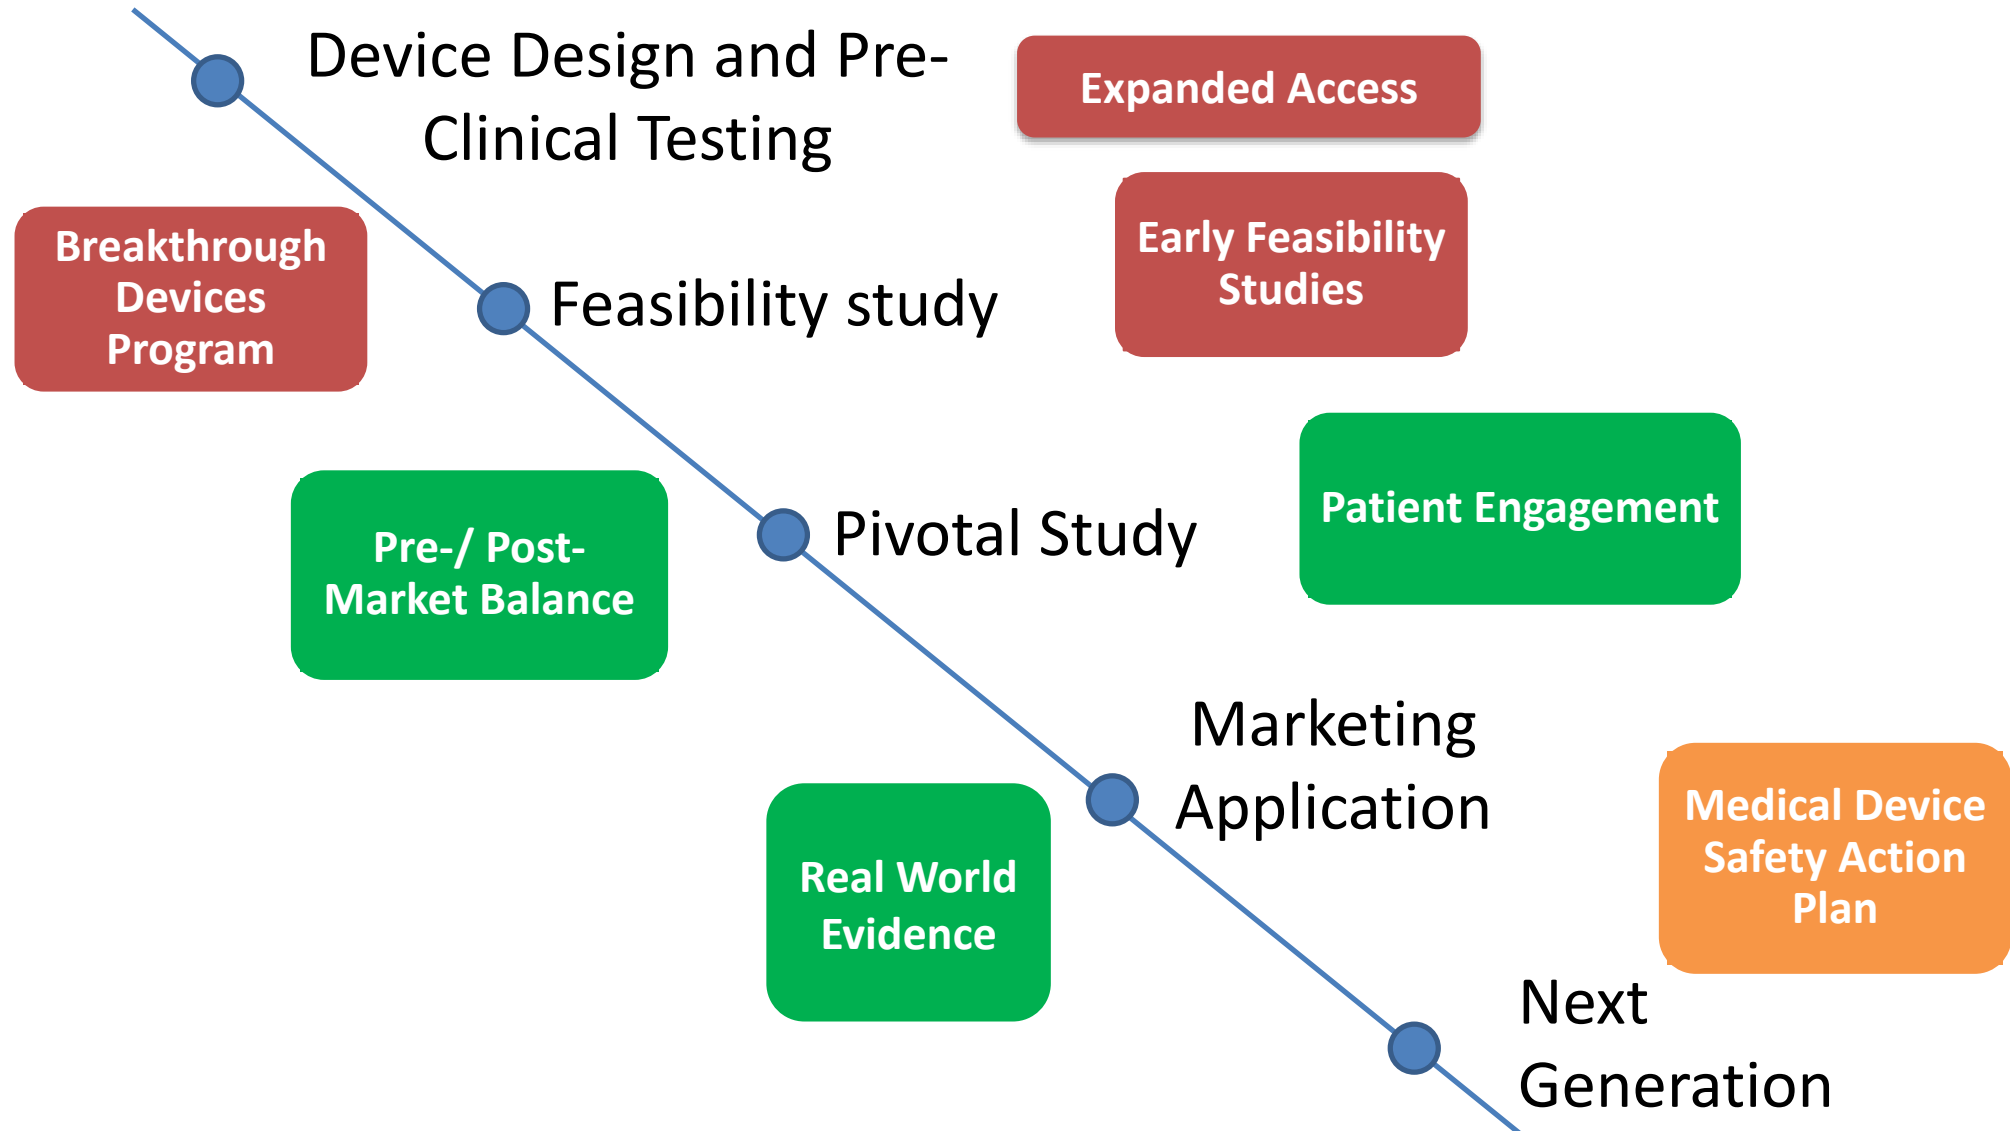 Device Design and Pre-
Clinical Testing
Expanded Access
Early Feasibility
Studies
Breakthrough
Devices
Program
Feasibility study
Patient Engagement
Pre-/ Post-
Market Balance
Pivotal Study
Marketing
Application
Medical Device
Safety Action
Plan
Real World
Evidence
Next
Generation